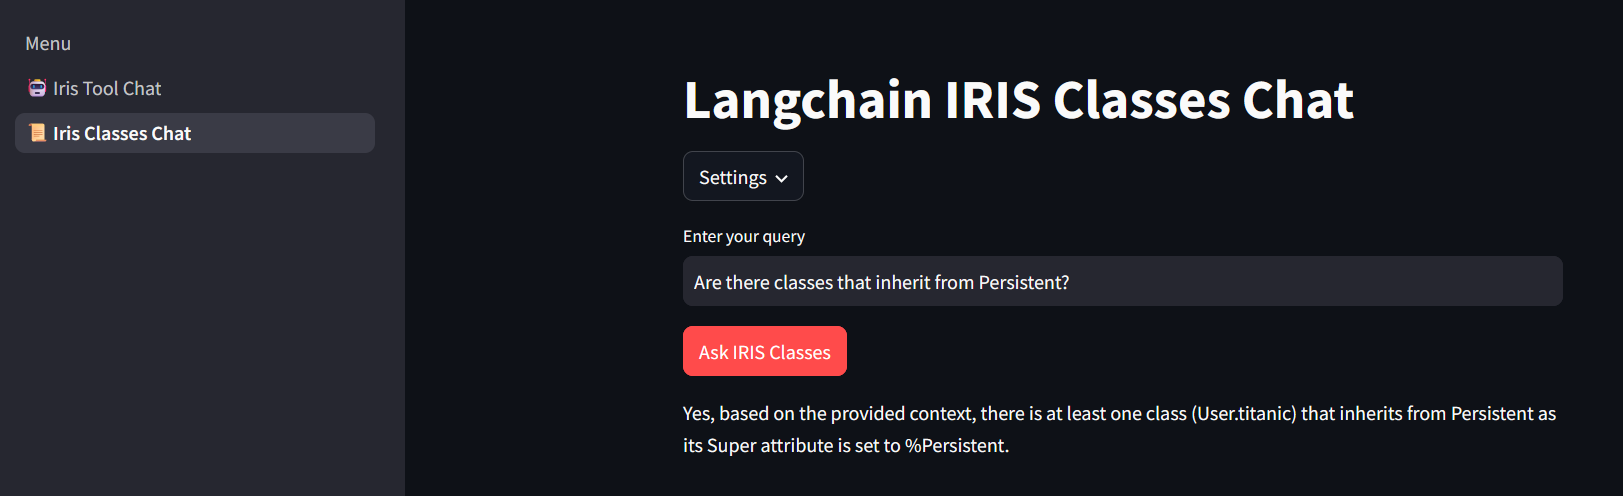 Menu
Iris Tool Chat
Iris Classes Chat
Langchain IRIS Classes Chat
Settings
Enter your query
Are there classes that inherit from Persistent?
Ask IRIS Classes
Yes, based on the provided context, there is at least one class (User.titanic) that inherits from Persistent as
its Super attribute is set to %Persistent.